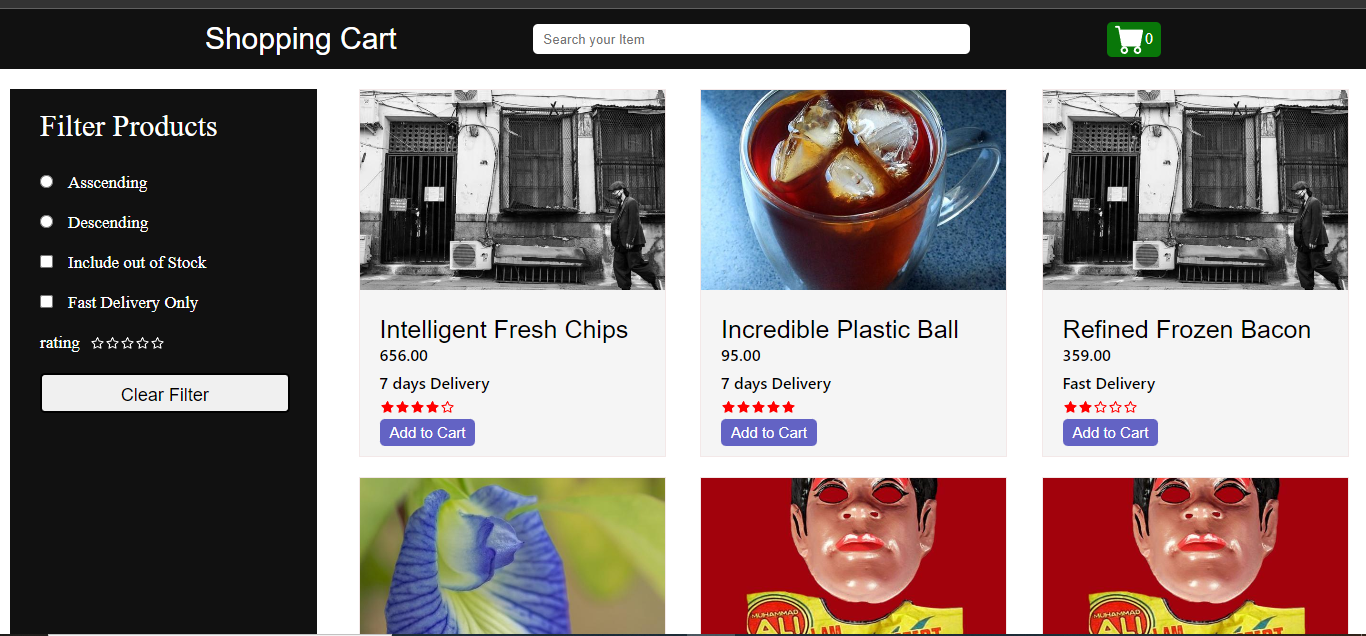 Shopping Cart
Search your Item
0
Filter Products
Asscending
Descending
Include out of Stock
Fast Delivery Only
rating
Clear Filter
Intelligent Fresh Chips
656.00
7 days Delivery
Add to Cart
Incredible Plastic Ball
95.00
7 days Delivery
Add to Cart
Refined Frozen Bacon
359.00
Fast Delivery
Add to Cart
MUHAMMAD
ALI
I AM
MUHAMMAD
ALI
I AM